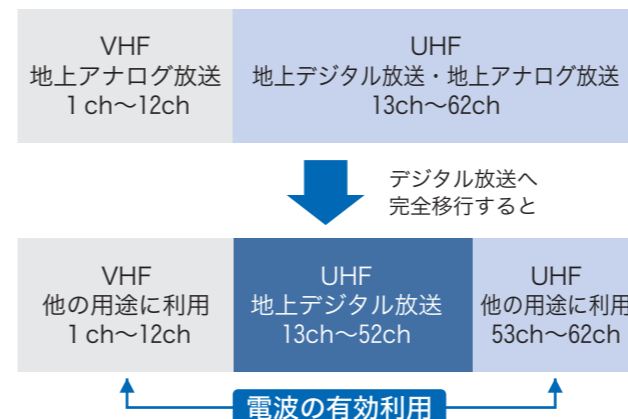 VHF
地上アナログ放送
1 ch～12ch
UHF
地上デジタル放送・地上アナログ放送
13ch～62ch
デジタル放送へ
完全移行すると
VHF
他の用途に利用
1 ch～12ch
UHF
地上デジタル放送
13ch～52ch
UHF
他の用途に利用
53ch～62ch
電波の有効利用